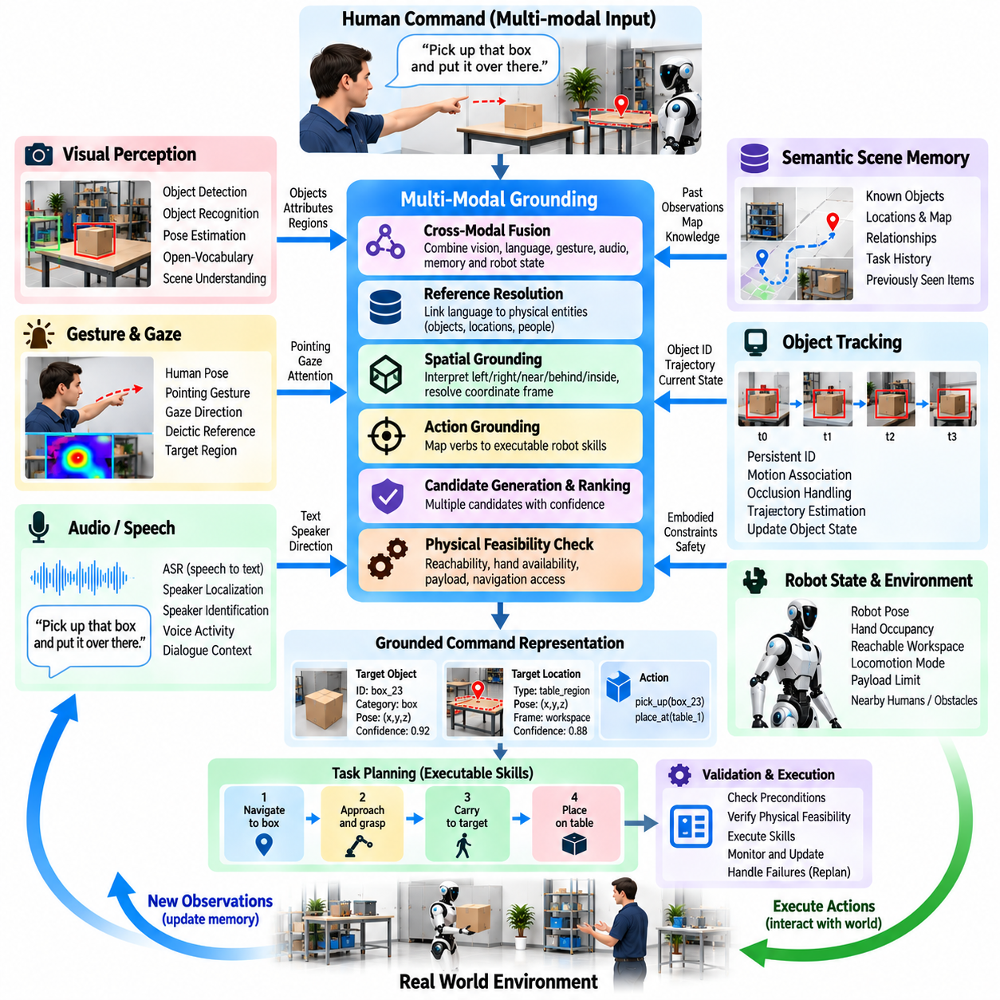 Human Command (Multi-modal Input)
“Pick up that box
and put it over there.”
Visual Perception
Object Detection
Object Recognition
Pose Estimation
Open-Vocabulary
Scene Understanding
Objects
Attributes
Regions
Gesture & Gaze
Human Pose
Pointing Gesture
Gaze Direction
Deictic Reference
Target Region
Pointing
Gaze
Attention
Audio / Speech
“Pick up that box
and put it over there.”
ASR (speech to text)
Speaker Localization
Speaker Identification
Voice Activity
Dialogue Context
Text
Speaker
Direction
Multi-Modal Grounding
Cross-Modal Fusion
Combine vision, language, gesture, audio,
memory and robot state
Reference Resolution
Link language to physical entities
(objects, locations, people)
Spatial Grounding
Interpret left/right/near/behind/inside,
resolve coordinate frame
Action Grounding
Map verbs to executable robot skills
Candidate Generation & Ranking
Multiple candidates with confidence
Physical Feasibility Check
Reachability, hand availability,
payload, navigation access
Past
Observations
Map
Knowledge
Semantic Scene Memory
Known Objects
Locations & Map
Relationships
Task History
Previously Seen Items
Object ID
Trajectory
Current State
Object Tracking
t0
t1
t2
t3
Persistent ID
Motion Association
Occlusion Handling
Trajectory Estimation
Update Object State
Embodied
Constraints
Safety
Robot State & Environment
Robot Pose
Hand Occupancy
Reachable Workspace
Locomotion Mode
Payload Limit
Nearby Humans / Obstacles
Grounded Command Representation
Target Object
ID: box_23
Category: box
Pose: (x,y,z)
Confidence: 0.92
Target Location
Type: table_region
Pose: (x,y,z)
Frame: workspace
Confidence: 0.88
Action
pick_up(box_23)
place_at(table_1)
Task Planning (Executable Skills)
1
Navigate
to box
2
Approach
and grasp
3
Carry
to target
4
Place
on table
Validation & Execution
Check Preconditions
Verify Physical Feasibility
Execute Skills
Monitor and Update
Handle Failures (Replan)
New Observations
(update memory)
Execute Actions
(interact with world)
Real World Environment